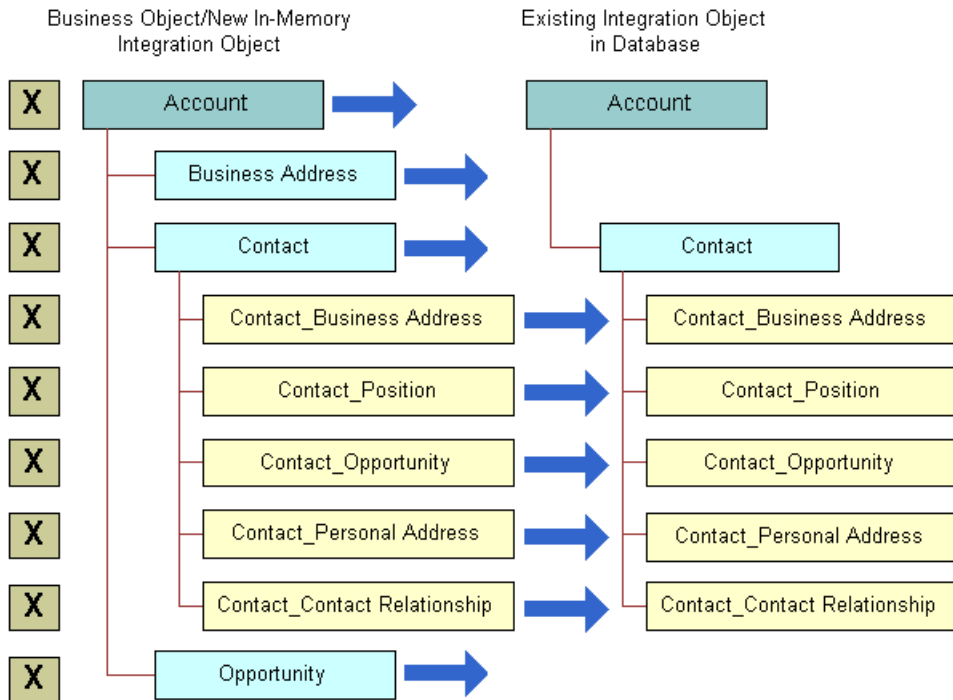 Business Object/New In-Memory
Integration Object
Existing Integration Object
in Database
X
Account
Account
X
Business Address
X
Contact
Contact
X
Contact_Business Address
Contact_Business Address
X
Contact_Position
Contact_Position
X
Contact_Opportunity
Contact_Opportunity
X
Contact_Personal Address
Contact_Personal Address
X
Contact_Contact Relationship
Contact_Contact Relationship
X
Opportunity